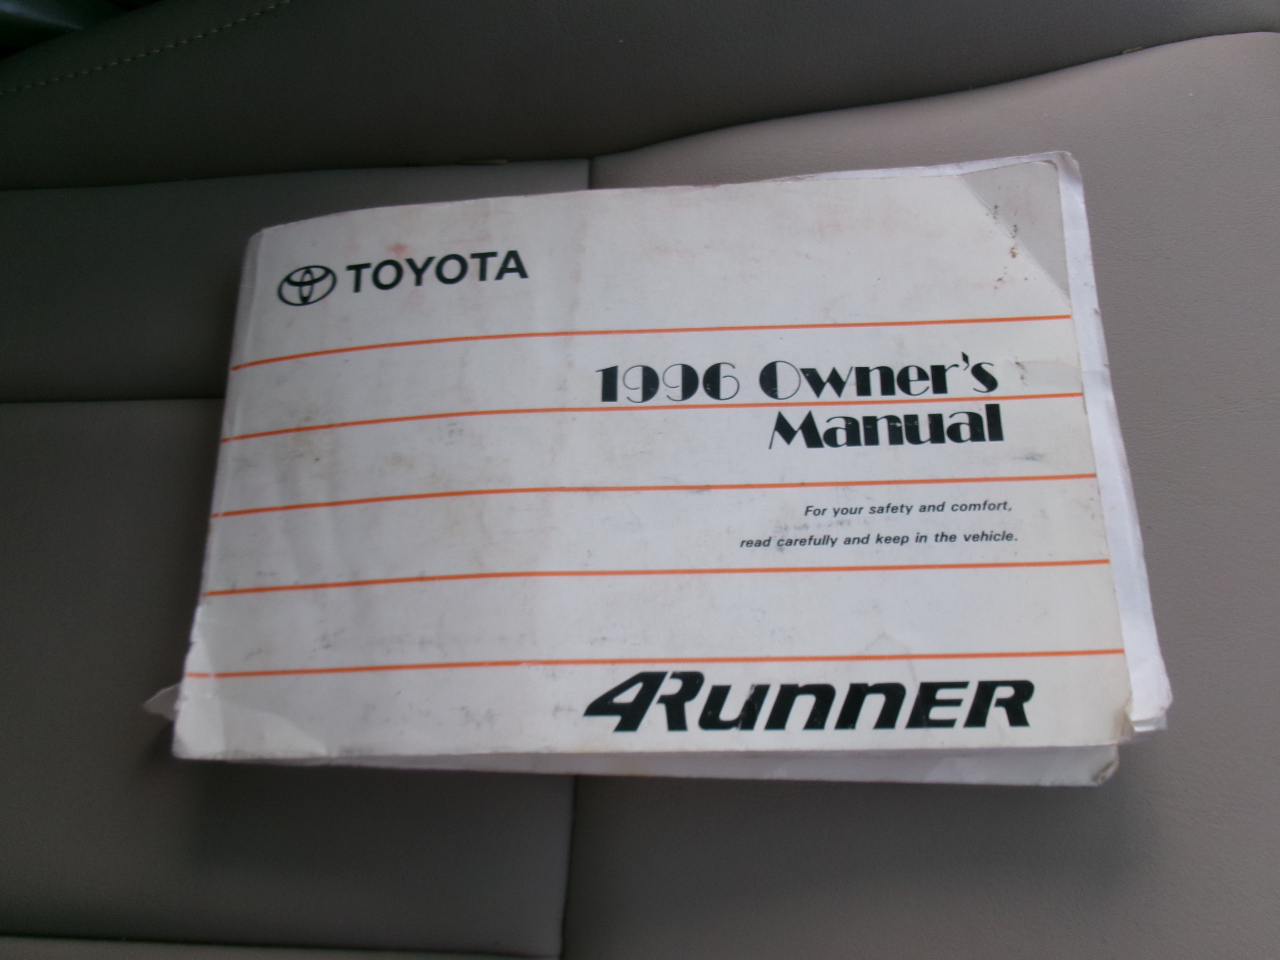 TOYOTA
1996 Owner's
Manual
For your safety and comfort,
read carefully and keep in the vehicle.
4RUNNER